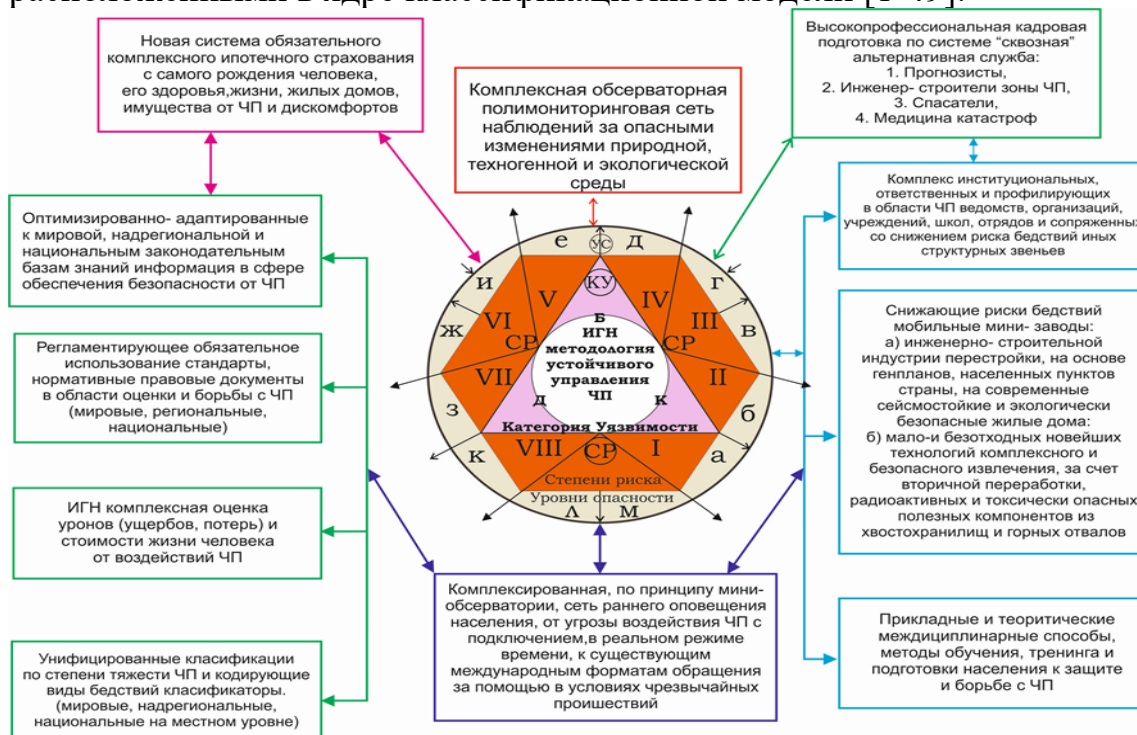 расположенными в ядре классификационной модели [1-49].
Новая система обязательного
комплексного ипотечного страхования
с самого рождения человека,
его здоровья,жизни, жилых домов,
имущества от ЧП и дискомфортов
Комплексная обсерваторная
полимониторинговая сеть
наблюдений за опасными
изменениями природной,
техногенной и экологической
среды
Высокопрофессиональная кадровая
подготовка по системе “сквозная”
альтернативная служба:
1. Прогнозисты,
2. Инженер- строители зоны ЧП,
3. Спасатели,
4. Медицина катастроф
Оптимизированно- адаптированные
к мировой, надрегиональной и
национальным законодательным
базам знаний информация в сфере
обеспечения безопасности от ЧП
Регламентирующее обязательное
использование стандарты,
нормативные правовые документы
в области оценки и борьбы с ЧП
(мировые, региональные,
национальные)
ИГН комплексная оценка
уронов (ущербов, потерь) и
стоимости жизни человека
от воздействий ЧП
Унифицированные классификации
по степени тяжести ЧП и кодирующие
виды бедствий классификаторы.
(мировые, надрегиональные,
национальные на местном уровне)
е УС д
и КУ г
V IV
ж VI III в
СР СР
Б
ИГН
методология
устойчивого
управления
ЧП
VII II
з Д К б
Категория Уязвимости
к VIII СР I а
Степени риска
Уровни опасности
л м
Комплексированная, по принципу мини-
обсерватории, сеть раннего оповещения
населения, от угрозы воздействия ЧП с
подключением,в реальном режиме
времени, к существующим
международным форматам обращения
за помощью в условиях чрезвычайных
проишествий
Комплекс институциональных,
ответственных и профилирующих
в области ЧП ведомств, организаций,
учреждений, школ, отрядов и сопряженных
со снижением риска бедствий иных
структурных звеньев
Снижающие риски бедствий
мобильные мини- заводы:
а) инженерно- строительной
индустрии перестройки, на основе
генпланов, населенных пунктов
страны, на современные
сейсмостойкие и экологически
безопасные жилые дома:
б) мало-и безотходных новейших
технологий комплексного и
безопасного извлечения, за счет
вторичной переработки,
радиоактивных и токсически опасных
полезных компонентов из
хвостохранилищ и горных отвалов
Прикладные и теоритические
междициплинарные способы,
методы обучения, тренинга и
подготовки населения к защите
и борьбе с ЧП